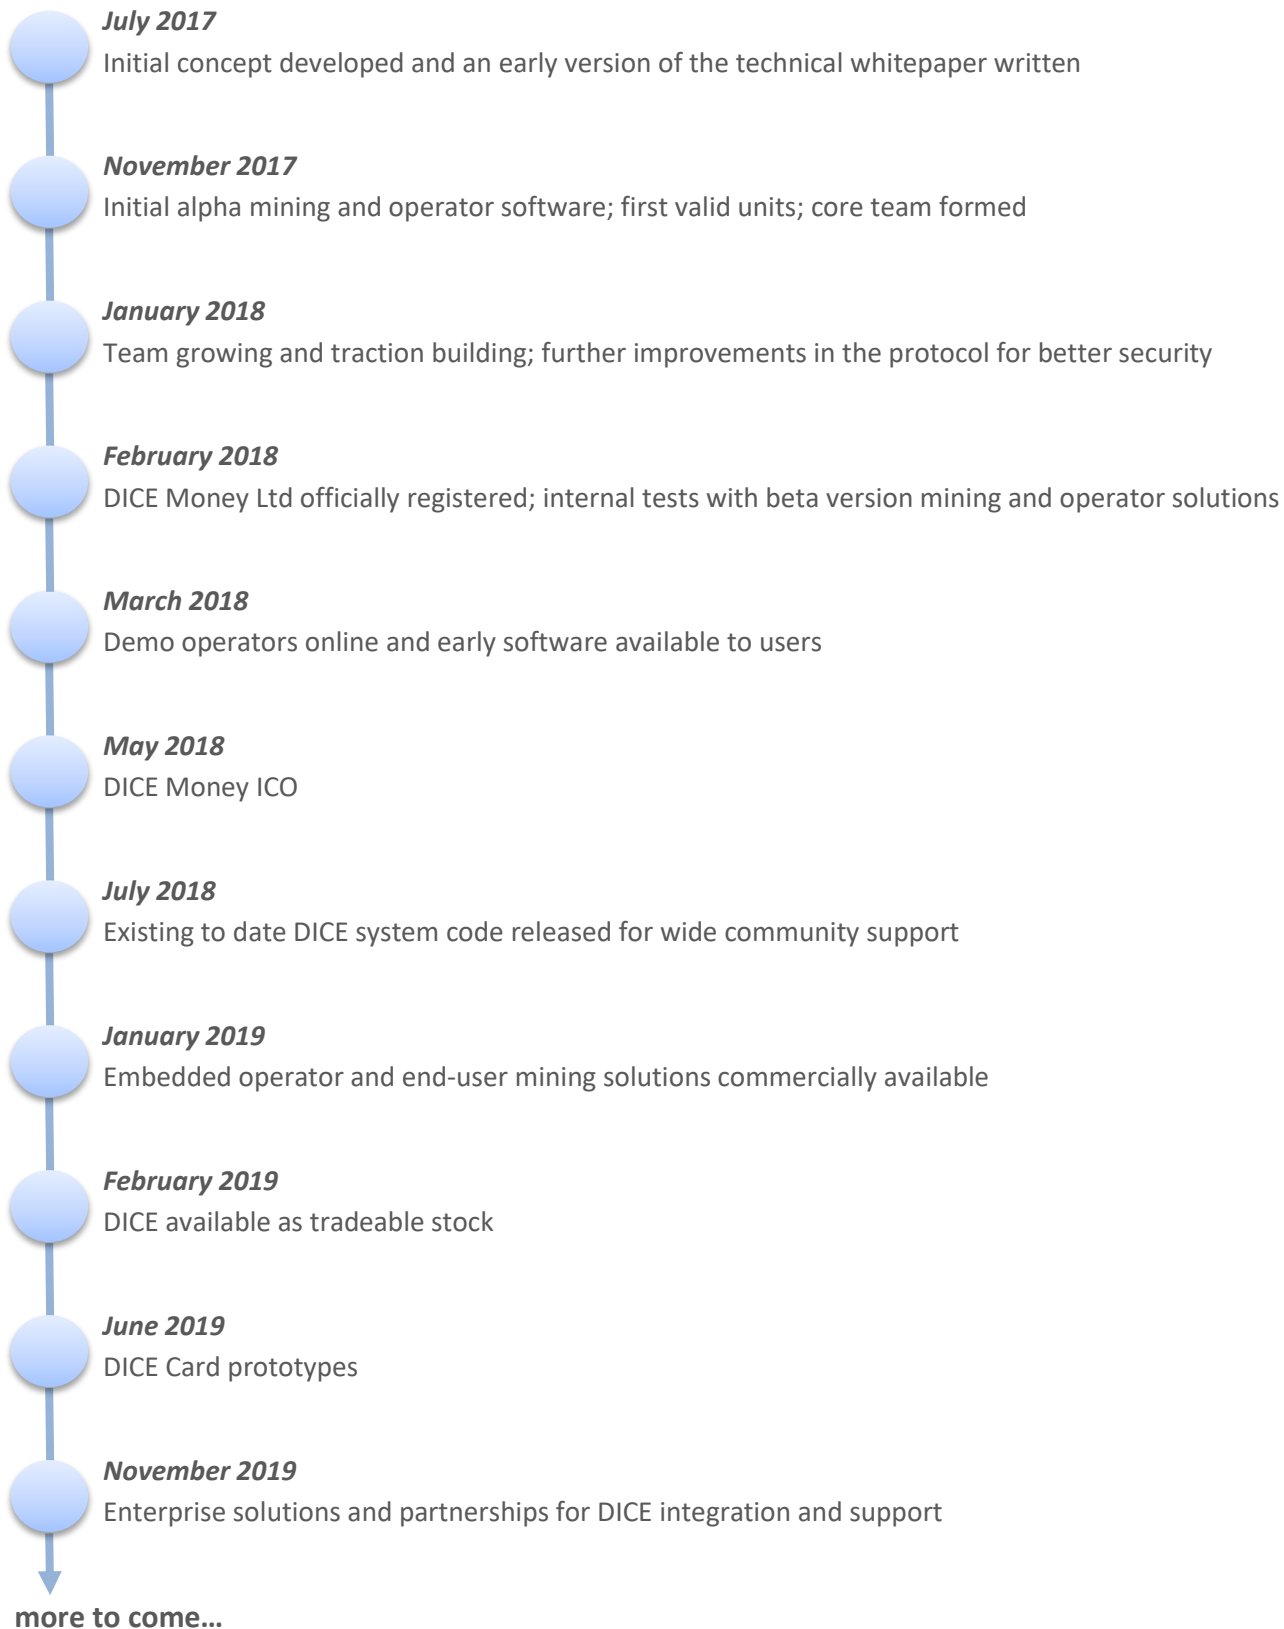 July 2017
Initial concept developed and an early version of the technical whitepaper written
November 2017
Initial alpha mining and operator software; first valid units; core team formed
January 2018
Team growing and traction building; further improvements in the protocol for better security
February 2018
DICE Money Ltd officially registered; internal tests with beta version mining and operator solutions
March 2018
Demo operators online and early software available to users
May 2018
DICE Money ICO
July 2018
Existing to date DICE system code released for wide community support
January 2019
Embedded operator and end-user mining solutions commercially available
February 2019
DICE available as tradeable stock
June 2019
DICE Card prototypes
November 2019
Enterprise solutions and partnerships for DICE integration and support
more to come…